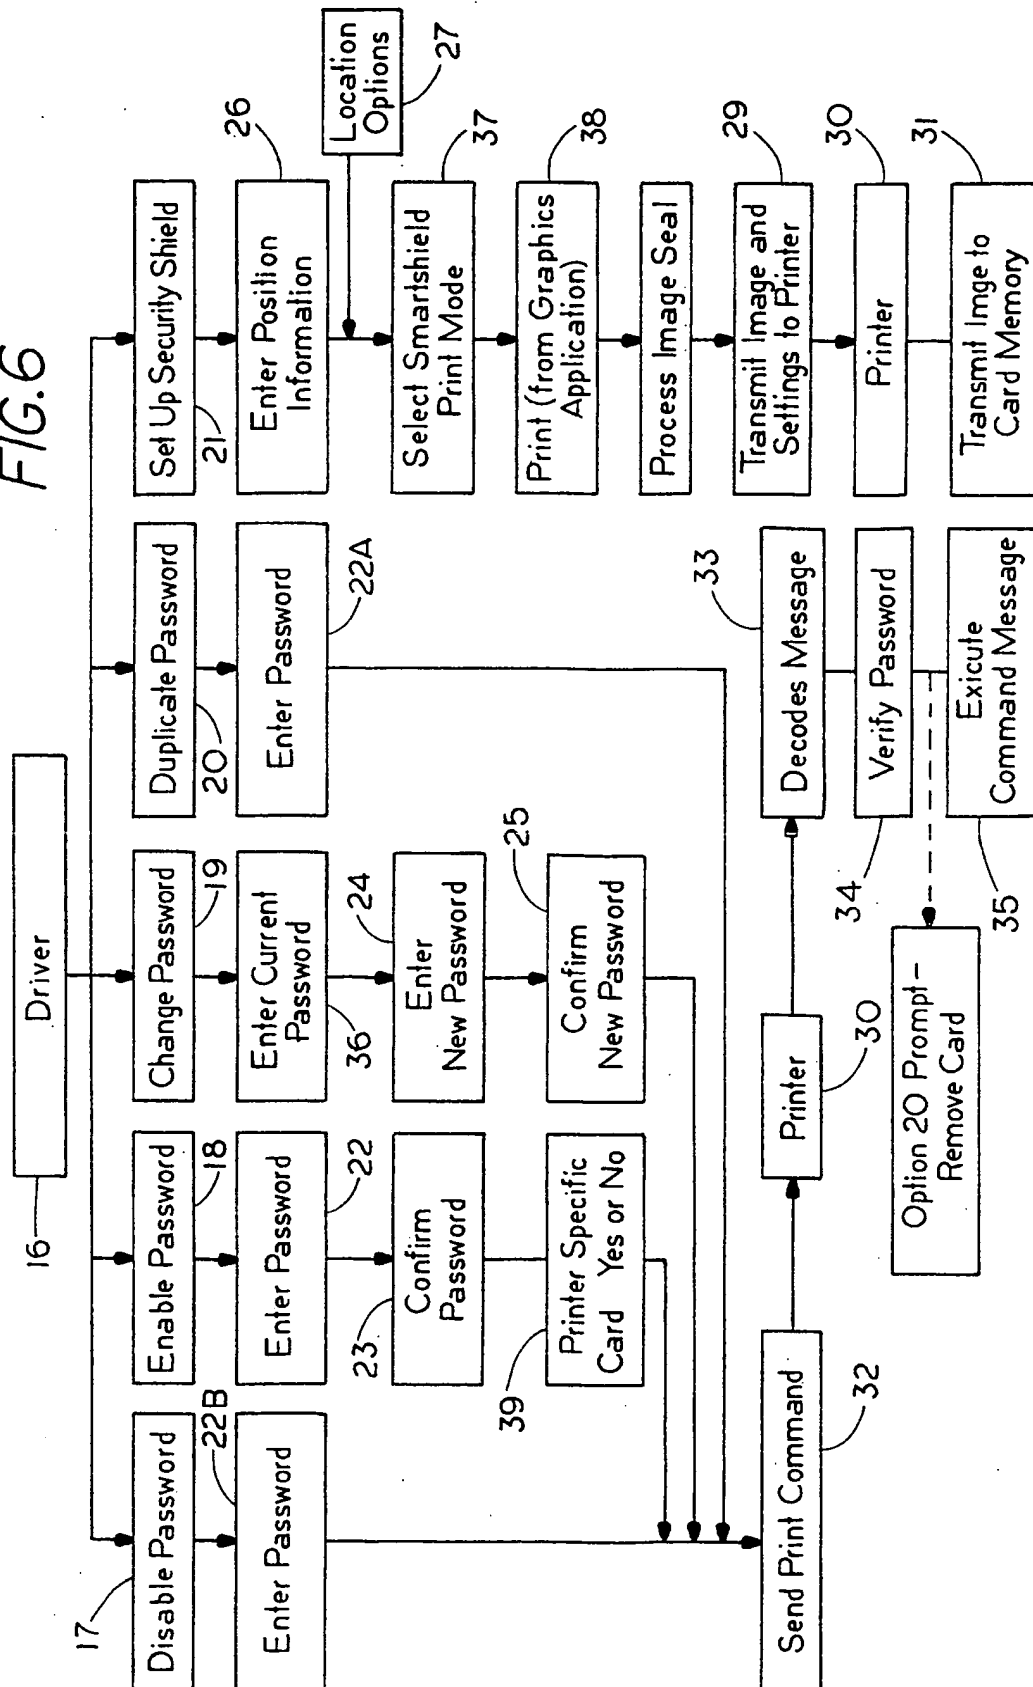 FIG.6
Driver
16
Disable Password
17
Enable Password
18
Change Password
19
Duplicate Password
20
Set Up Security Shield
21
Enter Password
22B
Enter Password
22
Enter Current
Password
36
Enter Password
22A
Enter Position
Information
26
Location
Options
27
Confirm
Password
23
Enter
New Password
24
Select Smartshield
Print Mode
37
Printer Specific
Card Yes or No
39
Confirm
New Password
25
Print (from Graphics
Application)
38
Process Image Seal
Send Print Command
32
Printer
30
Decodes Message
33
Transmit Image and
Settings to Printer
29
Verify Password
34
Printer
30
Option 20 Prompt –
Remove Card
Exicute
Command Message
35
Transmit Imge to
Card Memory
31